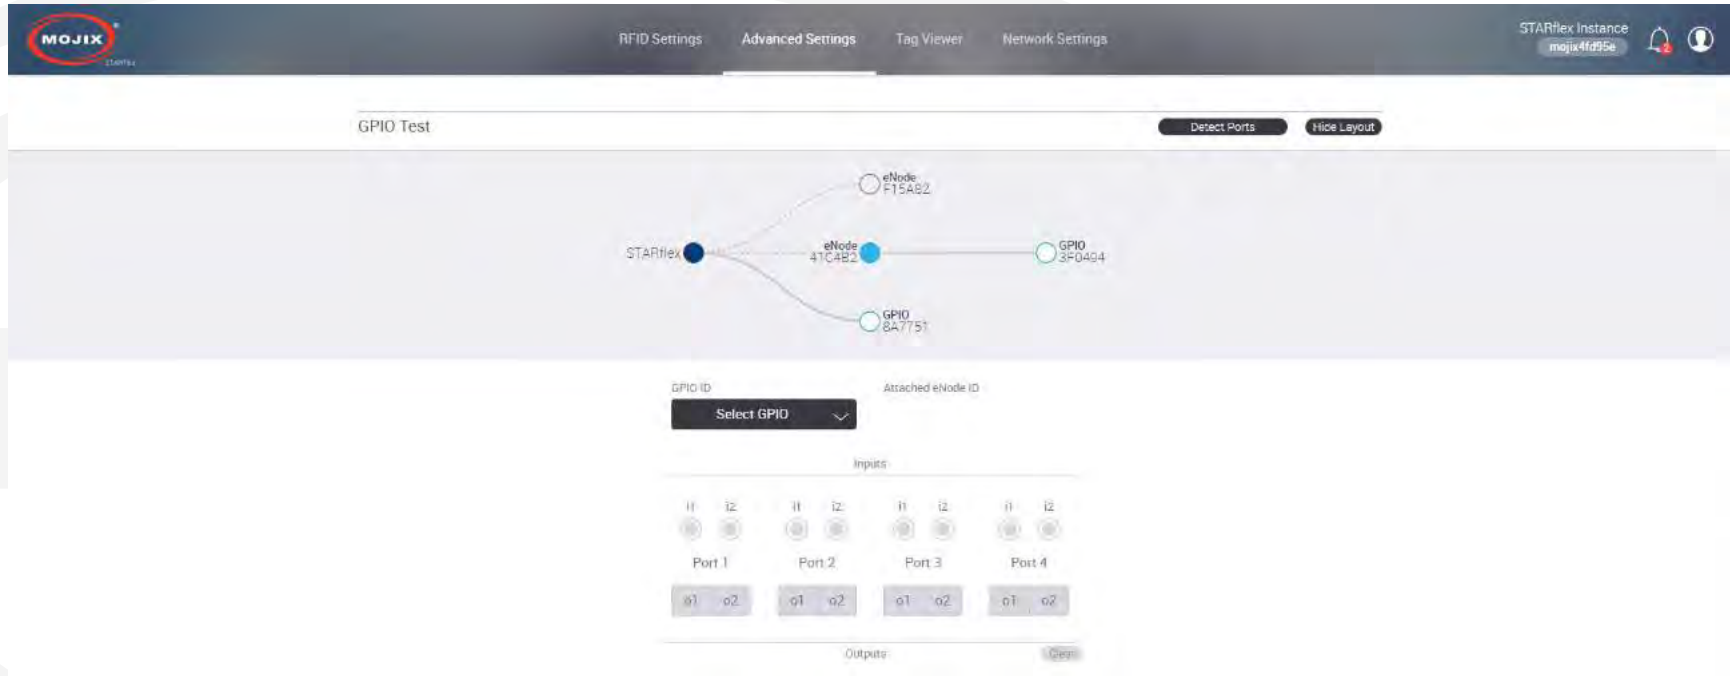 MOJIX
RFID Settings Advanced Settings Tag Viewer Network Settings
STARflex Instance
mojix4fd95e
2
GPIO Test
Detect Ports Hide Layout
eNode
F15A82
STARflex
eNode
41C4B2
GPIO
3F0494
GPIO
8A7751
GPIO ID Attached eNode ID
Select GPIO
Inputs
i1 i2 i1 i2 i1 i2 i1 i2
Port 1 Port 2 Port 3 Port 4
o1 o2 o1 o2 o1 o2 o1 o2
Outputs Clear